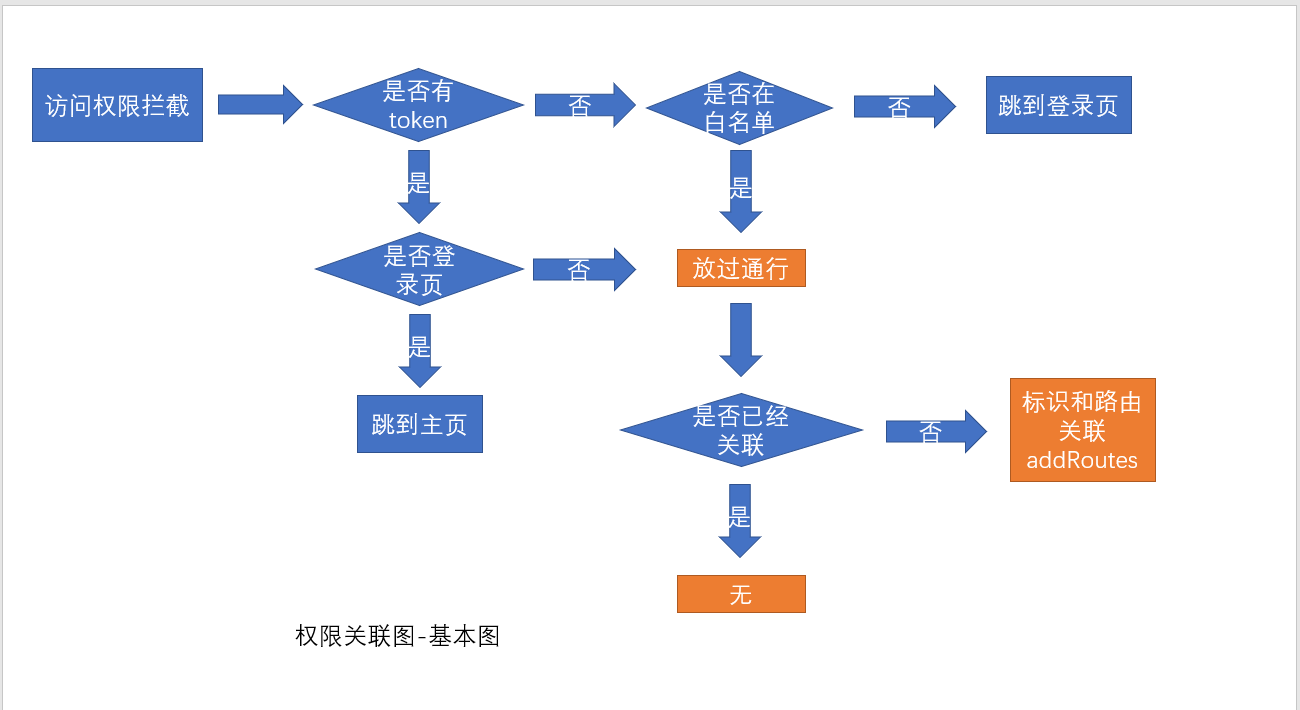 访问权限拦截
是否有
token
否
是否在
白名单
否
跳到登录页
是
是
是否登
录页
否
放过通行
是
跳到主页
是否已经
关联
否
标识和路由
关联
addRoutes
是
无
权限关联图-基本图